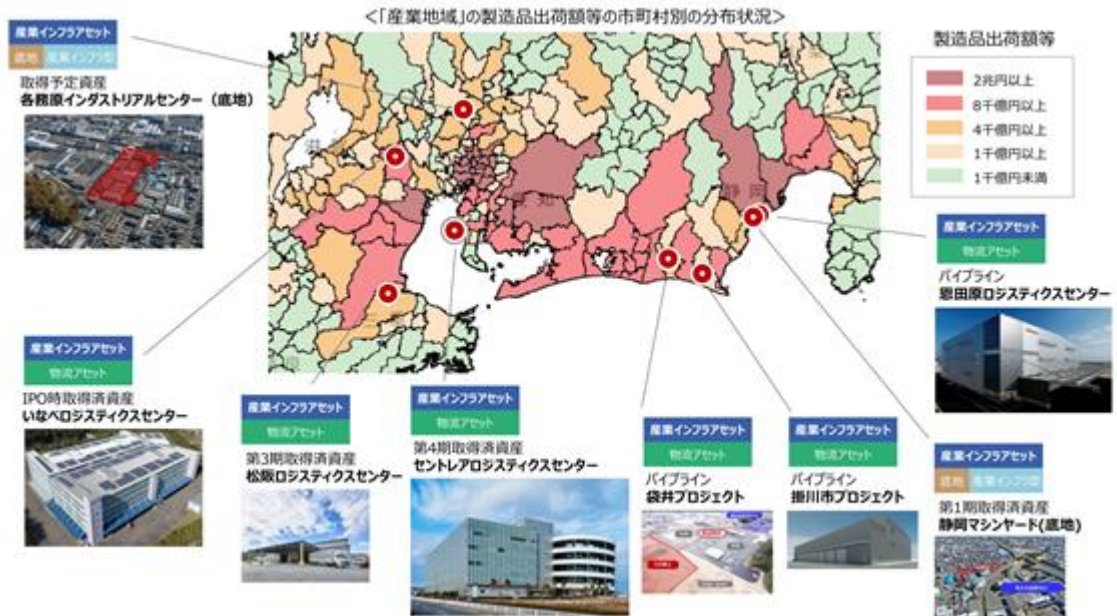 <「産業地域」の製造品出荷額等の市町村別の分布状況>
産業インフラアセット
底地 産業インフラ型
取得予定資産
各務原インダストリアルセンター（底地）
製造品出荷額等
2兆円以上
8千億円以上
4千億円以上
1千億円以上
1千億円未満
静岡
産業インフラアセット
物流アセット
パイプライン
恩田原ロジスティクスセンター
産業インフラアセット
物流アセット
IPO時取得済資産
いなべロジスティクスセンター
産業インフラアセット
物流アセット
第3期取得済資産
松阪ロジスティクスセンター
産業インフラアセット
物流アセット
第4期取得済資産
セントレアロジスティクスセンター
産業インフラアセット
物流アセット
パイプライン
袋井プロジェクト
産業インフラアセット
物流アセット
パイプライン
掛川市プロジェクト
産業インフラアセット
底地 産業インフラ型
第1期取得済資産
静岡マシンヤード(底地)